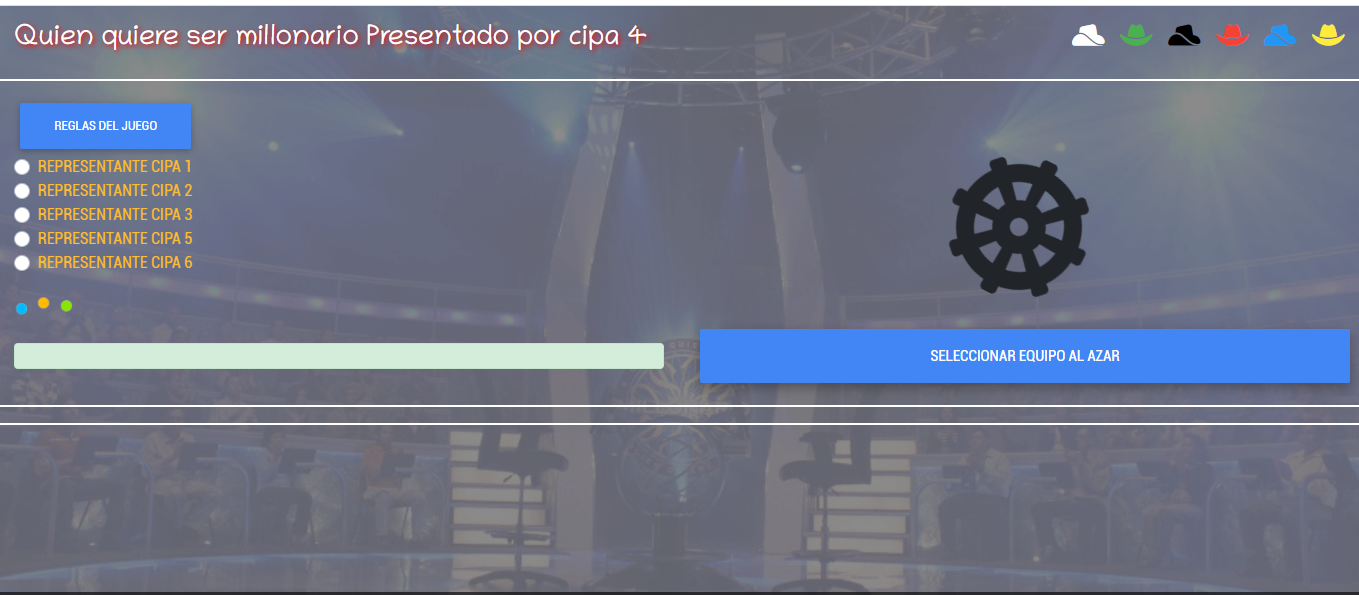 Quien quiere ser millonario Presentado por cipa 4
REGLAS DEL JUEGO
REPRESENTANTE CIPA 1
REPRESENTANTE CIPA 2
REPRESENTANTE CIPA 3
REPRESENTANTE CIPA 5
REPRESENTANTE CIPA 6
SELECCIONAR EQUIPO AL AZAR